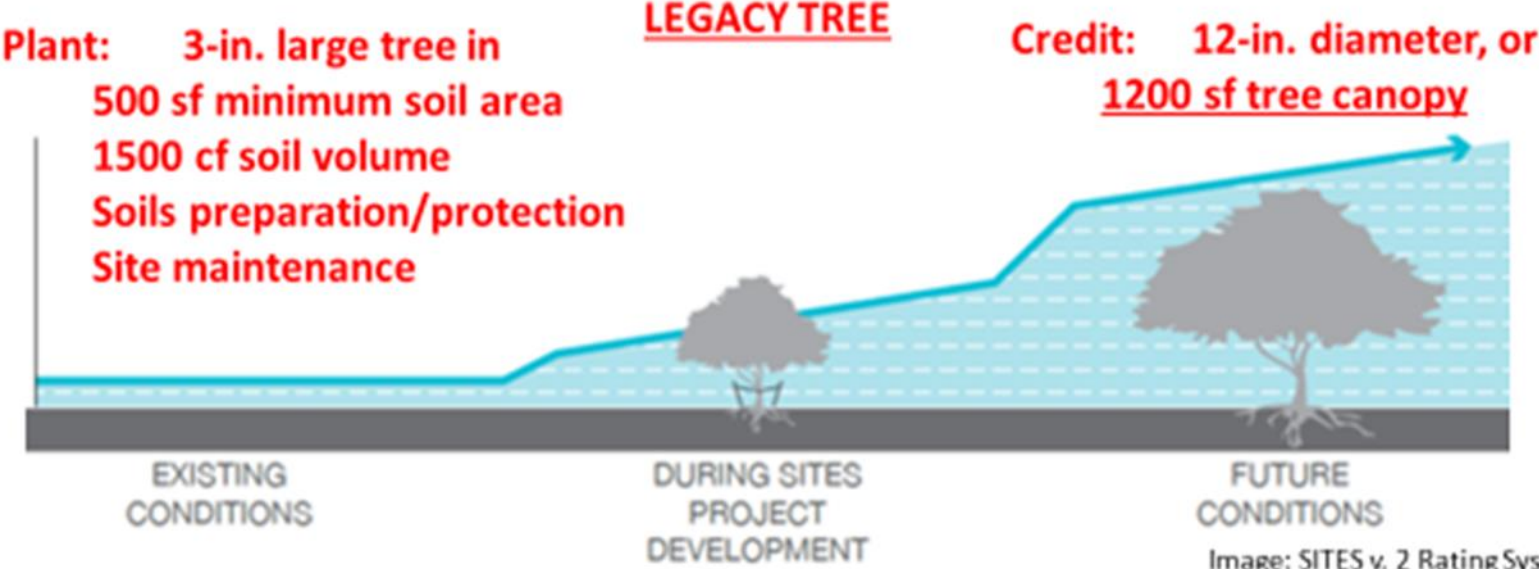 LEGACY TREE
Plant: 3-in. large tree in
500 sf minimum soil area
1500 cf soil volume
Soils preparation/protection
Site maintenance
Credit: 12-in. diameter, or
1200 sf tree canopy
EXISTING
CONDITIONS
DURING SITES
PROJECT
DEVELOPMENT
FUTURE
CONDITIONS
Image: SITES v. 2 Rating Sys